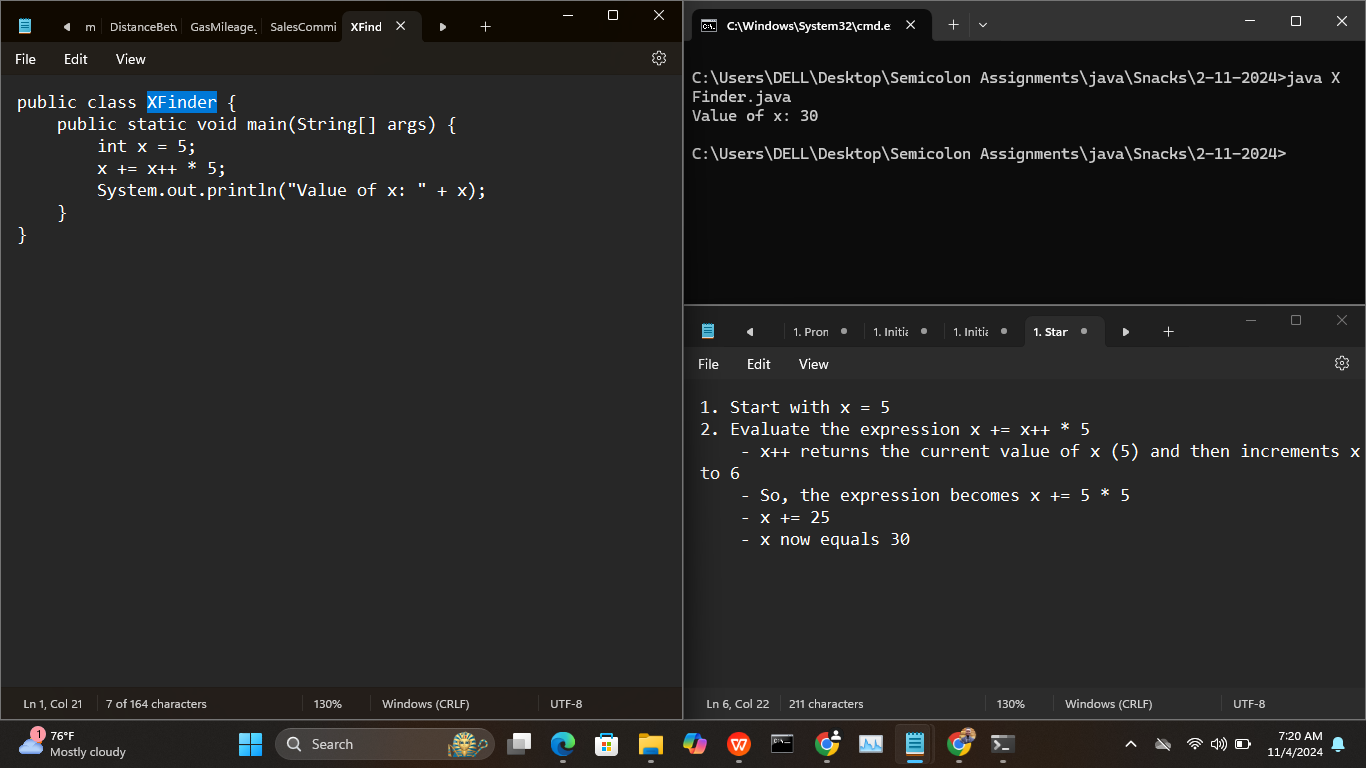 m
DistanceBetv
GasMileage.
SalesCommi
XFind
File
Edit
View
public class XFinder {
    public static void main(String[] args) {
        int x = 5;
        x += x++ * 5;
        System.out.println("Value of x: " + x);
    }
}
Ln 1, Col 21
7 of 164 characters
130%
Windows (CRLF)
UTF-8
C:\Windows\System32\cmd.e
C:\Users\DELL\Desktop\Semicolon Assignments\java\Snacks\2-11-2024>java X
Finder.java
Value of x: 30
C:\Users\DELL\Desktop\Semicolon Assignments\java\Snacks\2-11-2024>
1. Pron
1. Initia
1. Initia
1. Star
File
Edit
View
1. Start with x = 5
2. Evaluate the expression x += x++ * 5
    - x++ returns the current value of x (5) and then increments x
to 6
    - So, the expression becomes x += 5 * 5
    - x += 25
    - x now equals 30
Ln 6, Col 22
211 characters
130%
Windows (CRLF)
UTF-8
1
76°F
Mostly cloudy
Search
W
7:20 AM
11/4/2024